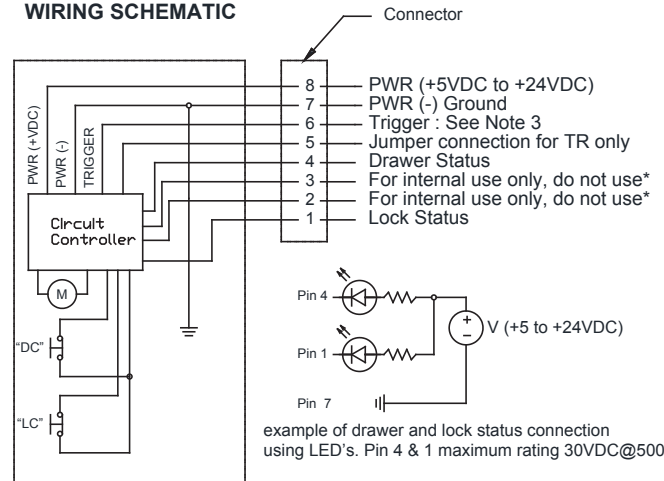 WIRING SCHEMATIC
Connector
8 PWR (+5VDC to +24VDC)
7 PWR (-) Ground
6 Trigger : See Note 3
5 Jumper connection for TR only
4 Drawer Status
3 For internal use only, do not use*
2 For internal use only, do not use*
1 Lock Status
PWR (+VDC)
PWR (-)
TRIGGER
Circuit
Controller
M
"DC"
"LC"
Pin 4
Pin 1
Pin 7
+
-
V (+5 to +24VDC)
example of drawer and lock status connection
using LED's. Pin 4 & 1 maximum rating 30VDC@500